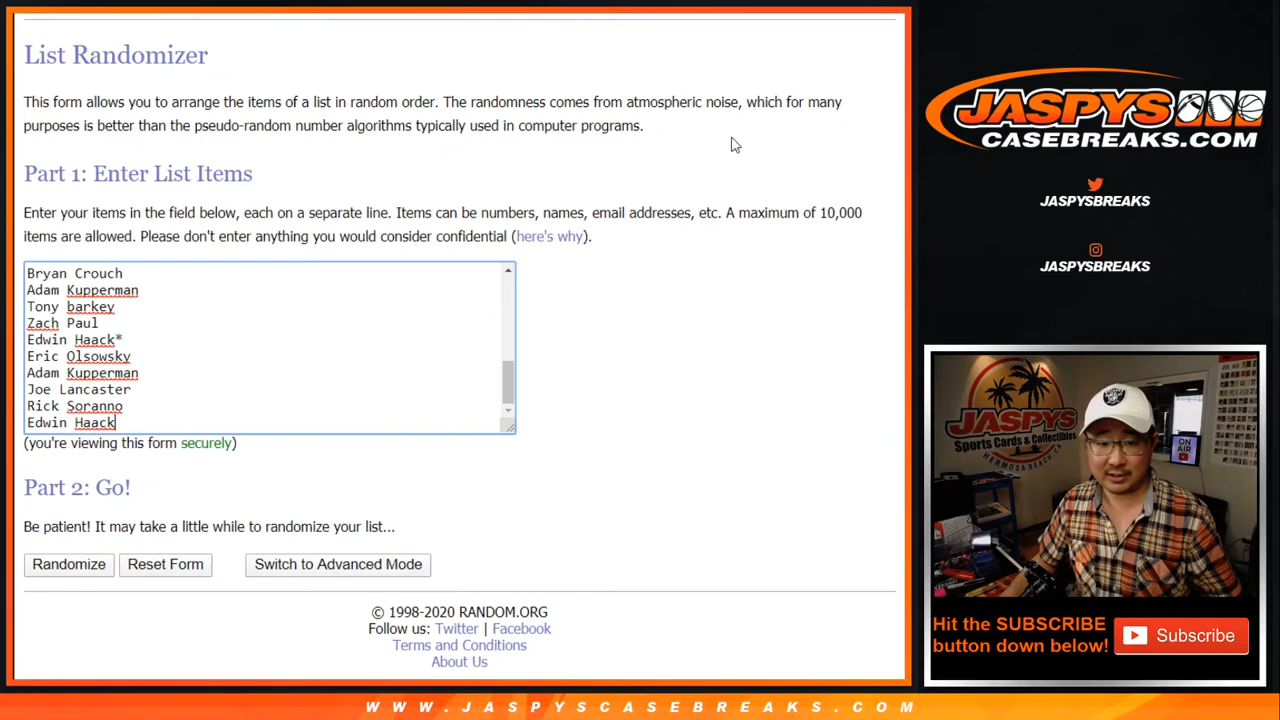 List Randomizer
This form allows you to arrange the items of a list in random order. The randomness comes from atmospheric noise, which for many
purposes is better than the pseudo-random number algorithms typically used in computer programs.
Part 1: Enter List Items
Enter your items in the field below, each on a separate line. Items can be numbers, names, email addresses, etc. A maximum of 10,000
items are allowed. Please don't enter anything you would consider confidential (here's why).
Bryan Crouch
Adam Kupperman
Tony barkey
Zach Paul
Edwin Haack*
Eric Olsowsky
Adam Kupperman
Joe Lancaster
Rick Soranno
Edwin Haack
(you're viewing this form securely)
Part 2: Go!
Be patient! It may take a little while to randomize your list...
Randomize Reset Form Switch to Advanced Mode
© 1998-2020 RANDOM.ORG
Follow us: Twitter | Facebook
Terms and Conditions
About Us
JASPYS
CASEBREAKS.COM
JASPYSBREAKS
JASPYSBREAKS
JASPYS
Sports Cards & Collectibles
HERMOSA BEACH, CA
ON AIR
Hit the SUBSCRIBE
button down below!
Subscribe
WWW.JASPYSCASEBREAKS.COM